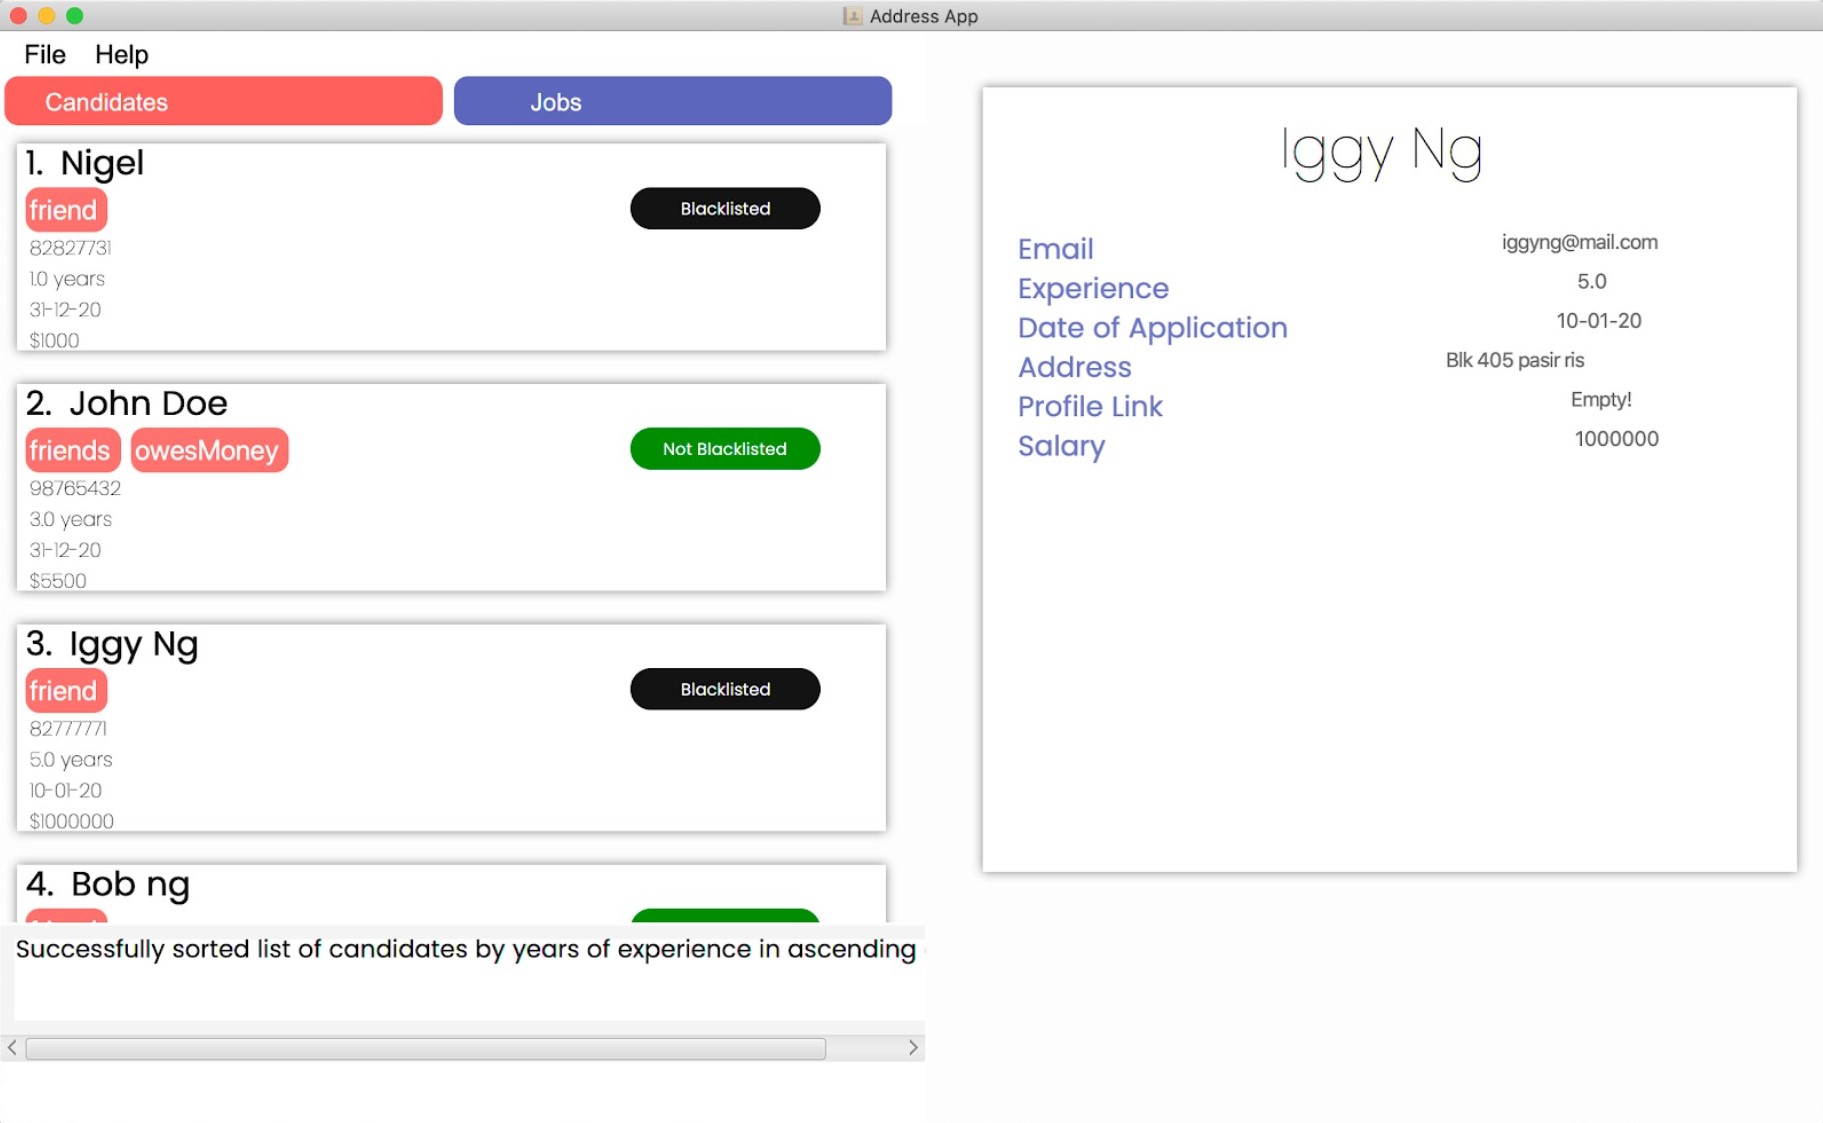 Address App
File Help
Candidates Jobs
1. Nigel
friend
Blacklisted
82827731
1.0 years
31-12-20
$1000
2. John Doe
friends owesMoney
Not Blacklisted
98765432
3.0 years
31-12-20
$5500
3. Iggy Ng
friend
Blacklisted
82777771
5.0 years
10-01-20
$1000000
4. Bob ng
Successfully sorted list of candidates by years of experience in ascending
Iggy Ng
Email iggyng@mail.com
Experience 5.0
Date of Application 10-01-20
Address Blk 405 pasir ris
Profile Link Empty!
Salary 1000000